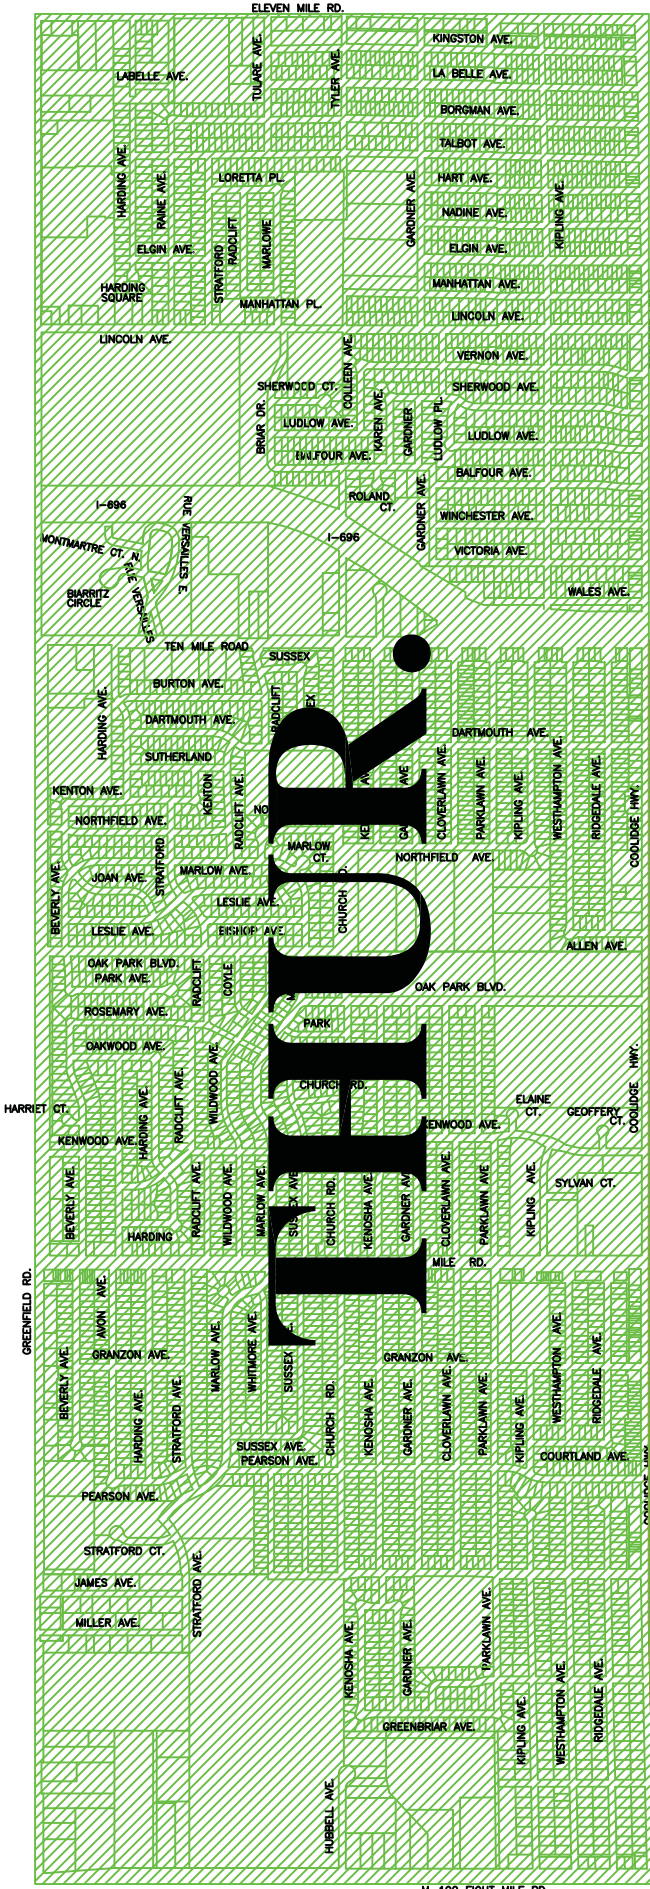 ELEVEN MILE RD.
KINGSTON AVE.
LABELLE AVE.
TULARE AVE.
TYLER AVE.
LA BELLE AVE.
BORGMAN AVE.
TALBOT AVE.
HARDING AVE.
RAINE AVE.
LORETTA PL.
GARDNER AVE.
HART AVE.
KIPLING AVE.
NADINE AVE.
STRATFORD
RADCLIFT
MARLOWE
ELGIN AVE.
ELGIN AVE.
HARDING
SQUARE
MANHATTAN PL.
MANHATTAN AVE.
LINCOLN AVE.
LINCOLN AVE.
COLLEEN AVE.
VERNON AVE.
SHERWOOD CT.
SHERWOOD AVE.
BRIAR DR.
LUDLOW AVE.
KAREN AVE.
GARDNER
LUDLOW PL.
LUDLOW AVE.
BALFOUR AVE.
BALFOUR AVE.
I-696
ROLAND
CT.
GARDNER AVE.
WINCHESTER AVE.
RUE VERSAILLES E.
I-696
MONTMARTRE CT. N.
VICTORIA AVE.
RUE VERSAILLES
BIARRITZ
CIRCLE
WALES AVE.
TEN MILE ROAD
SUSSEX
BURTON AVE.
HARDING AVE.
RADCLIFT
DARTMOUTH AVE.
DARTMOUTH AVE.
SUTHERLAND
KENTON AVE.
KENTON
RADCLIFT AVE.
CLOVERLAWN AVE.
PARKLAWN AVE.
KIPLING AVE.
WESTHAMPTON AVE.
RIDGEDALE AVE.
COOLIDGE HWY.
NORTHFIELD AVE.
MARLOW
CT.
NORTHFIELD AVE.
BEVERLY AVE.
JOAN AVE.
STRATFORD
MARLOW AVE.
CHURCH
LESLIE AVE.
LESLIE AVE.
BISHOP AVE.
ALLEN AVE.
OAK PARK BLVD.
PARK AVE.
RADCLIFT
COYLE
OAK PARK BLVD.
ROSEMARY AVE.
PARK
OAKWOOD AVE.
WILDWOOD AVE.
CHURCH RD.
HARRIET CT.
HARDING AVE.
RADCLIFT AVE.
ELAINE
CT.
GEOFFERY
CT.
COOLIDGE HWY.
KENWOOD AVE.
KENWOOD AVE.
BEVERLY AVE.
HARDING
RADCLIFT AVE.
WILDWOOD AVE.
MARLOW AVE.
SUSSEX AVE.
CHURCH RD.
KENOSHA AVE.
GARDNER AVE.
CLOVERLAWN AVE.
PARKLAWN AVE.
KIPLING AVE.
SYLVAN CT.
MILE RD.
THUR.
GREENFIELD RD.
AVON AVE.
BEVERLY AVE.
GRANZON AVE.
MARLOW AVE.
WHITMORE AVE.
SUSSEX
GRANZON AVE.
WESTHAMPTON AVE.
RIDGEDALE AVE.
HARDING AVE.
STRATFORD AVE.
CHURCH RD.
KENOSHA AVE.
GARDNER AVE.
CLOVERLAWN AVE.
PARKLAWN AVE.
KIPLING AVE.
SUSSEX AVE.
PEARSON AVE.
COURTLAND AVE.
PEARSON AVE.
STRATFORD CT.
JAMES AVE.
STRATFORD AVE.
MILLER AVE.
KENOSHA AVE.
GARDNER AVE.
PARKLAWN AVE.
GREENBRIAR AVE.
KIPLING AVE.
WESTHAMPTON AVE.
RIDGEDALE AVE.
HUBBELL AVE.